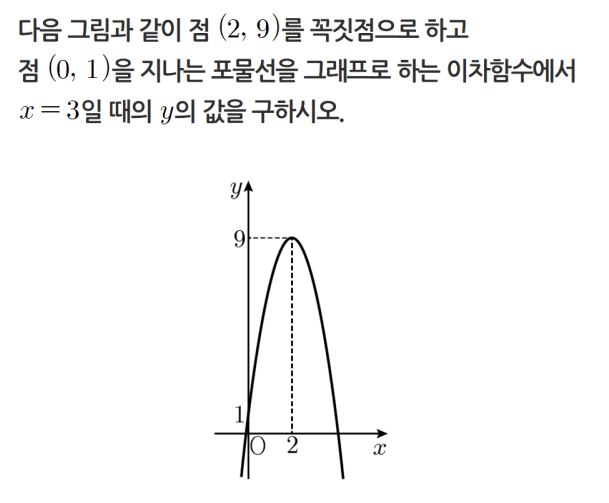 다음 그림과 같이 점 (2, 9)를 꼭짓점으로 하고
점 (0, 1)을 지나는 포물선을 그래프로 하는 이차함수에서
x = 3일 때의 y의 값을 구하시오.
y
9
1
O 2 x